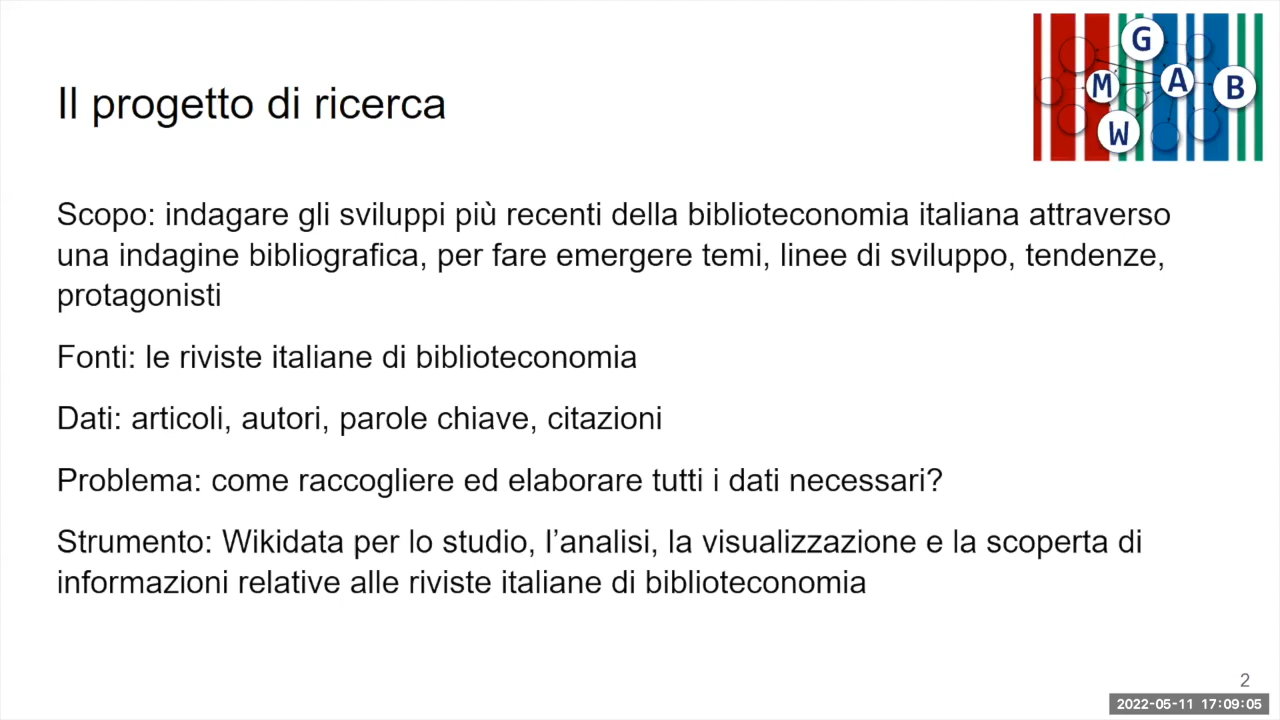 Il progetto di ricerca
G
M A B
W
Scopo: indagare gli sviluppi più recenti della biblioteconomia italiana attraverso
una indagine bibliografica, per fare emergere temi, linee di sviluppo, tendenze,
protagonisti
Fonti: le riviste italiane di biblioteconomia
Dati: articoli, autori, parole chiave, citazioni
Problema: come raccogliere ed elaborare tutti i dati necessari?
Strumento: Wikidata per lo studio, l’analisi, la visualizzazione e la scoperta di
informazioni relative alle riviste italiane di biblioteconomia
2
2022-05-11 17:09:05